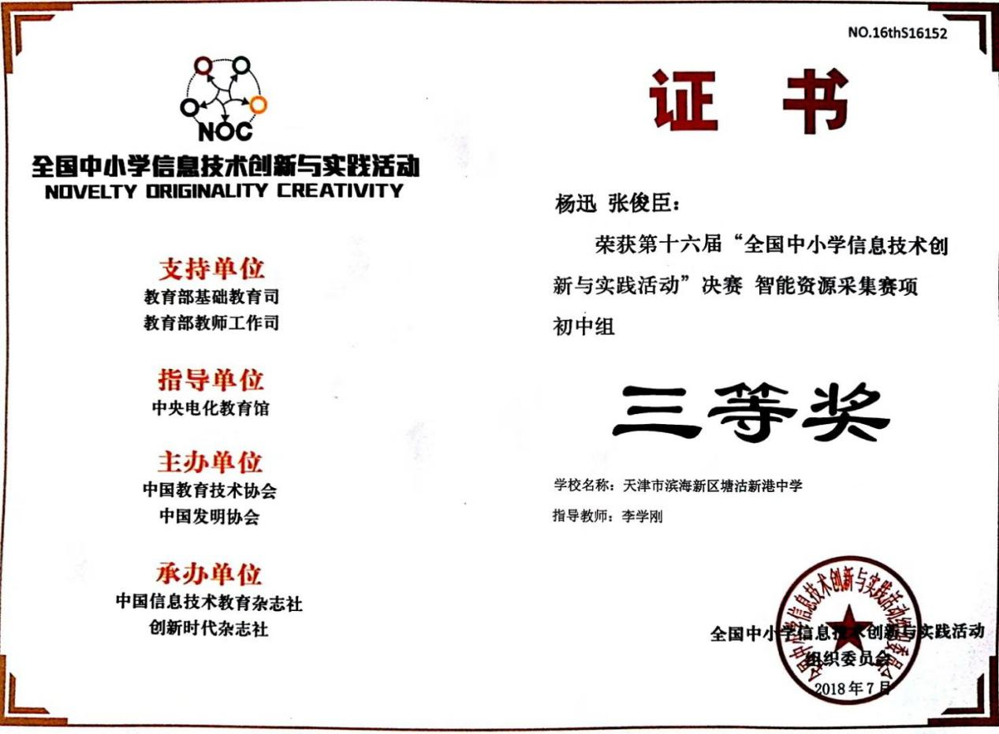 NO.16thS16152
NOC
全国中小学信息技术创新与实践活动
NOVELTY ORIGINALITY CREATIVITY
支持单位
教育部基础教育司
教育部教师工作司
指导单位
中央电化教育馆
主办单位
中国教育技术协会
中国发明协会
承办单位
中国信息技术教育杂志社
创新时代杂志社
证 书
杨迅 张俊臣：
荣获第十六届“全国中小学信息技术创
新与实践活动”决赛 智能资源采集赛项
初中组
三等奖
学校名称：天津市滨海新区塘沽新港中学
指导教师：李学刚
全国中小学信息技术创新与实践活动组织委员会
全国中小学信息技术创新与实践活动
组织委员会
2018年7月